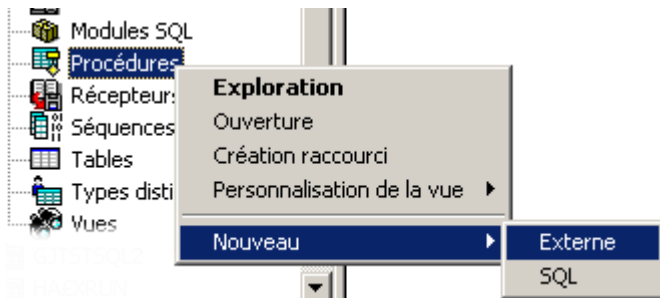 Modules SQL
Procédures
Récepteur
Séquences
Tables
Types disti
Vues
Exploration
Ouverture
Création raccourci
Personnalisation de la vue
Nouveau
Externe
SQL